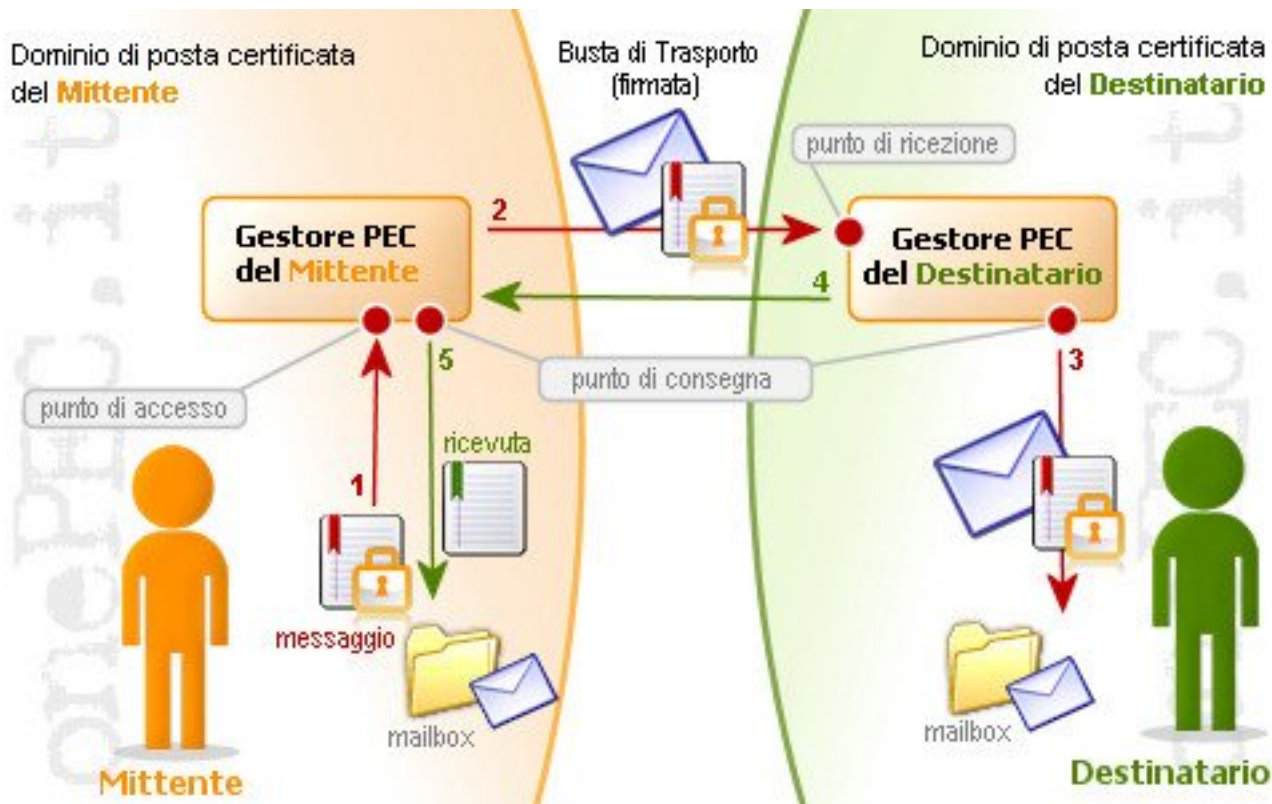 Dominio di posta certificata
del Mittente
Busta di Trasporto
(firmata)
Dominio di posta certificata
del Destinatario
punto di ricezione
Gestore PEC
del Mittente
2
4
Gestore PEC
del Destinatario
punto di accesso
5
punto di consegna
3
1
ricevuta
messaggio
mailbox
mailbox
Mittente
Destinatario